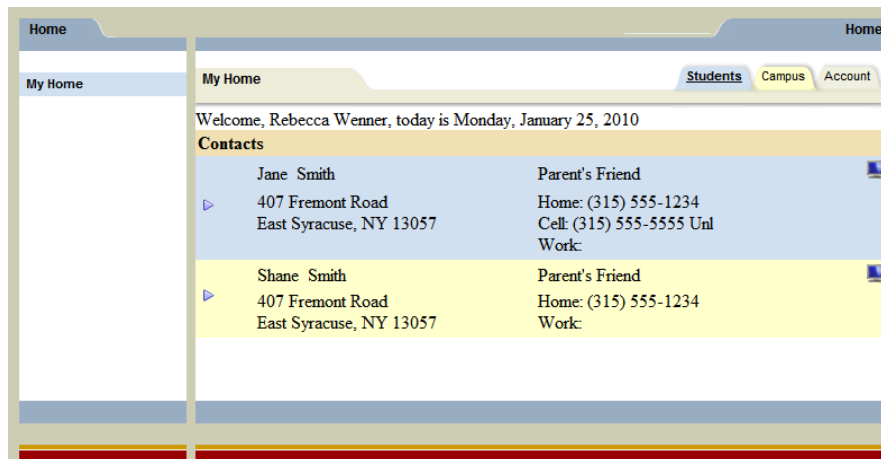 Home
Home
My Home
My Home
Students
Campus
Account
Welcome, Rebecca Wenner, today is Monday, January 25, 2010
Contacts
Jane Smith Parent's Friend
407 Fremont Road Home: (315) 555-1234
East Syracuse, NY 13057 Cell: (315) 555-5555 Unl
Work:
Shane Smith Parent's Friend
407 Fremont Road Home: (315) 555-1234
East Syracuse, NY 13057 Work: